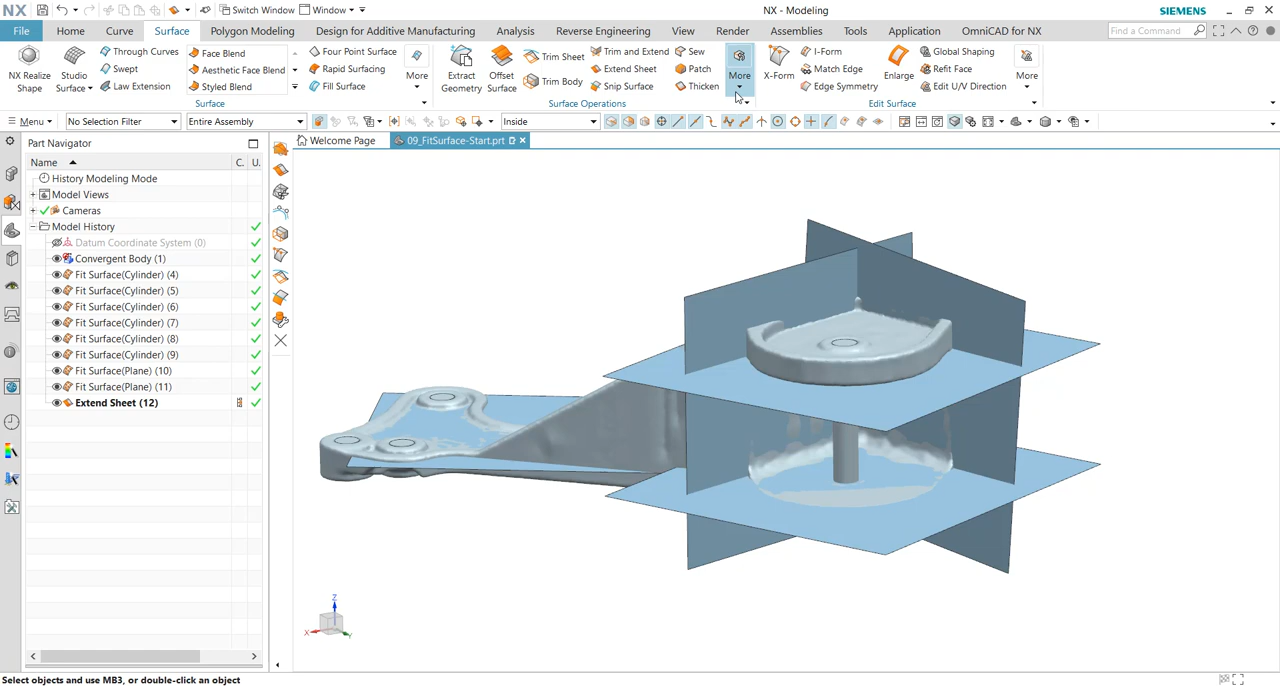 NX Switch Window Window NX - Modeling SIEMENS
File Home Curve Surface Polygon Modeling Design for Additive Manufacturing Analysis Reverse Engineering View Render Assemblies Tools Application OmniCAD for NX Find a Command
NX Realize Shape
Studio Surface
Through Curves
Swept
Law Extension
Face Blend
Aesthetic Face Blend
Styled Blend
Four Point Surface
Rapid Surfacing
Fill Surface
More
Surface
Extract Geometry
Offset Surface
Trim Sheet
Trim Body
Trim and Extend
Extend Sheet
Snip Surface
Sew
Patch
Thicken
More
Surface Operations
X-Form
I-Form
Match Edge
Edge Symmetry
Enlarge
Global Shaping
Refit Face
Edit U/V Direction
More
Edit Surface
Menu No Selection Filter Entire Assembly Inside
Part Navigator
Welcome Page 09_FitSurface-Start.prt
Name C. U.
History Modeling Mode
Model Views
Cameras
Model History
Datum Coordinate System (0)
Convergent Body (1)
Fit Surface(Cylinder) (4)
Fit Surface(Cylinder) (5)
Fit Surface(Cylinder) (6)
Fit Surface(Cylinder) (7)
Fit Surface(Cylinder) (8)
Fit Surface(Cylinder) (9)
Fit Surface(Plane) (10)
Fit Surface(Plane) (11)
Extend Sheet (12)
Z
X
Y
Select objects and use MB3, or double-click an object